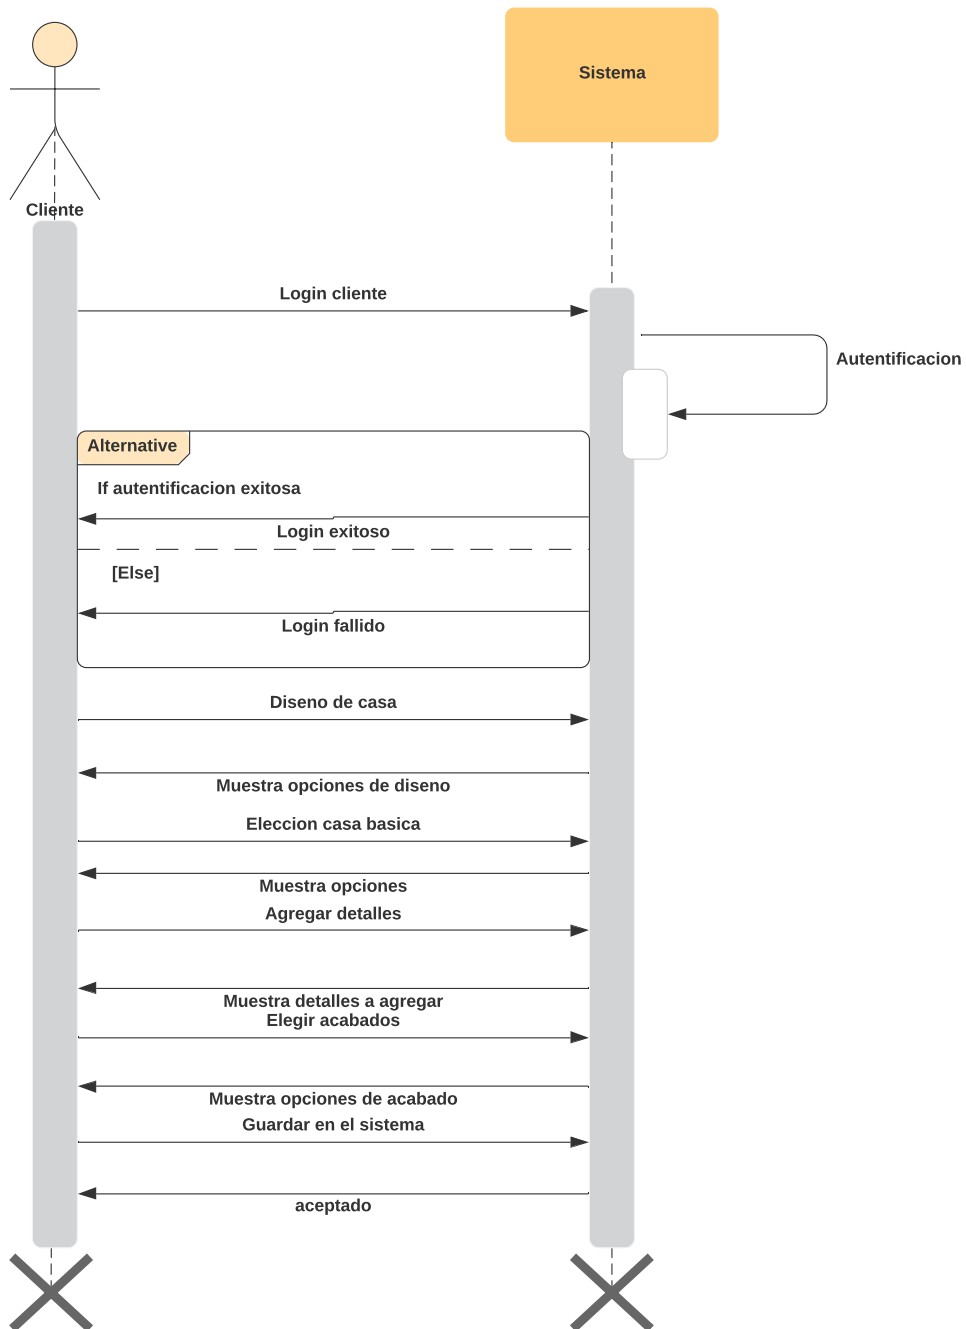 Sistema
Cliente
Login cliente
Autentificacion
Alternative
If autentificacion exitosa
Login exitoso
[Else]
Login fallido
Diseno de casa
Muestra opciones de diseno
Eleccion casa basica
Muestra opciones
Agregar detalles
Muestra detalles a agregar
Elegir acabados
Muestra opciones de acabado
Guardar en el sistema
aceptado